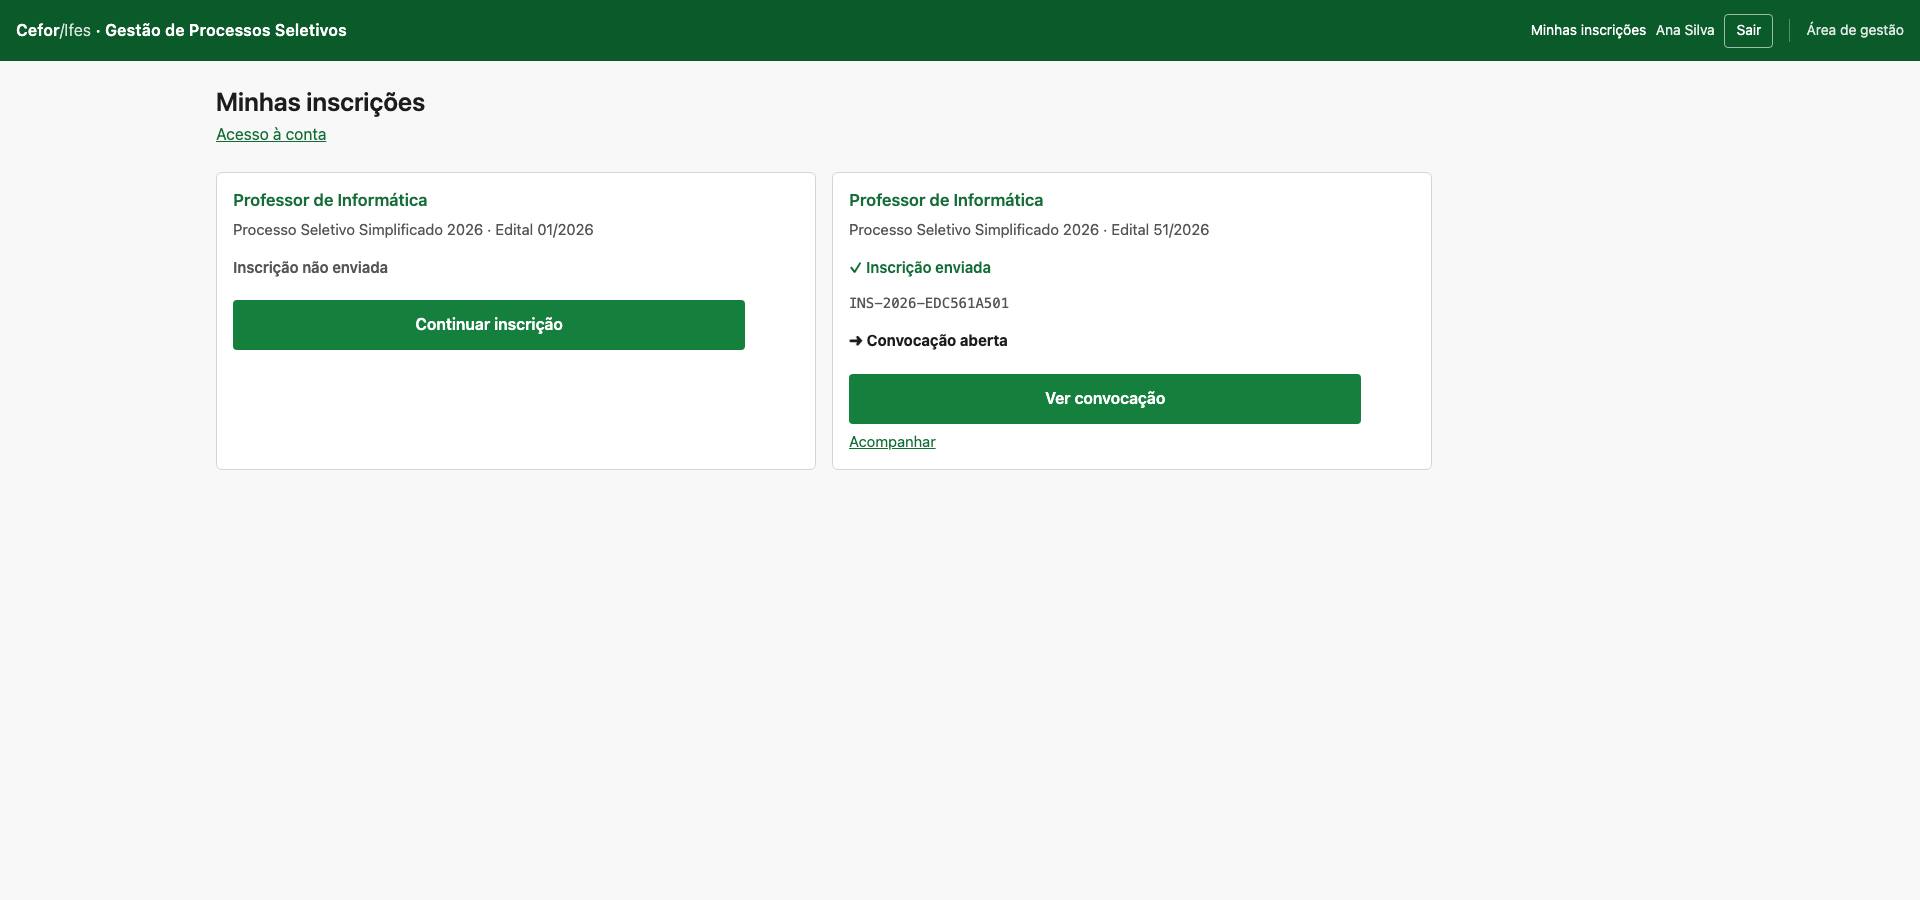 Cefor/Ifes · Gestão de Processos Seletivos
Minhas inscrições Ana Silva Sair Área de gestão
Minhas inscrições
Acesso à conta
Professor de Informática
Processo Seletivo Simplificado 2026 · Edital 01/2026
Inscrição não enviada
Continuar inscrição
Professor de Informática
Processo Seletivo Simplificado 2026 · Edital 51/2026
✓ Inscrição enviada
INS-2026-EDC561A501
➜ Convocação aberta
Ver convocação
Acompanhar